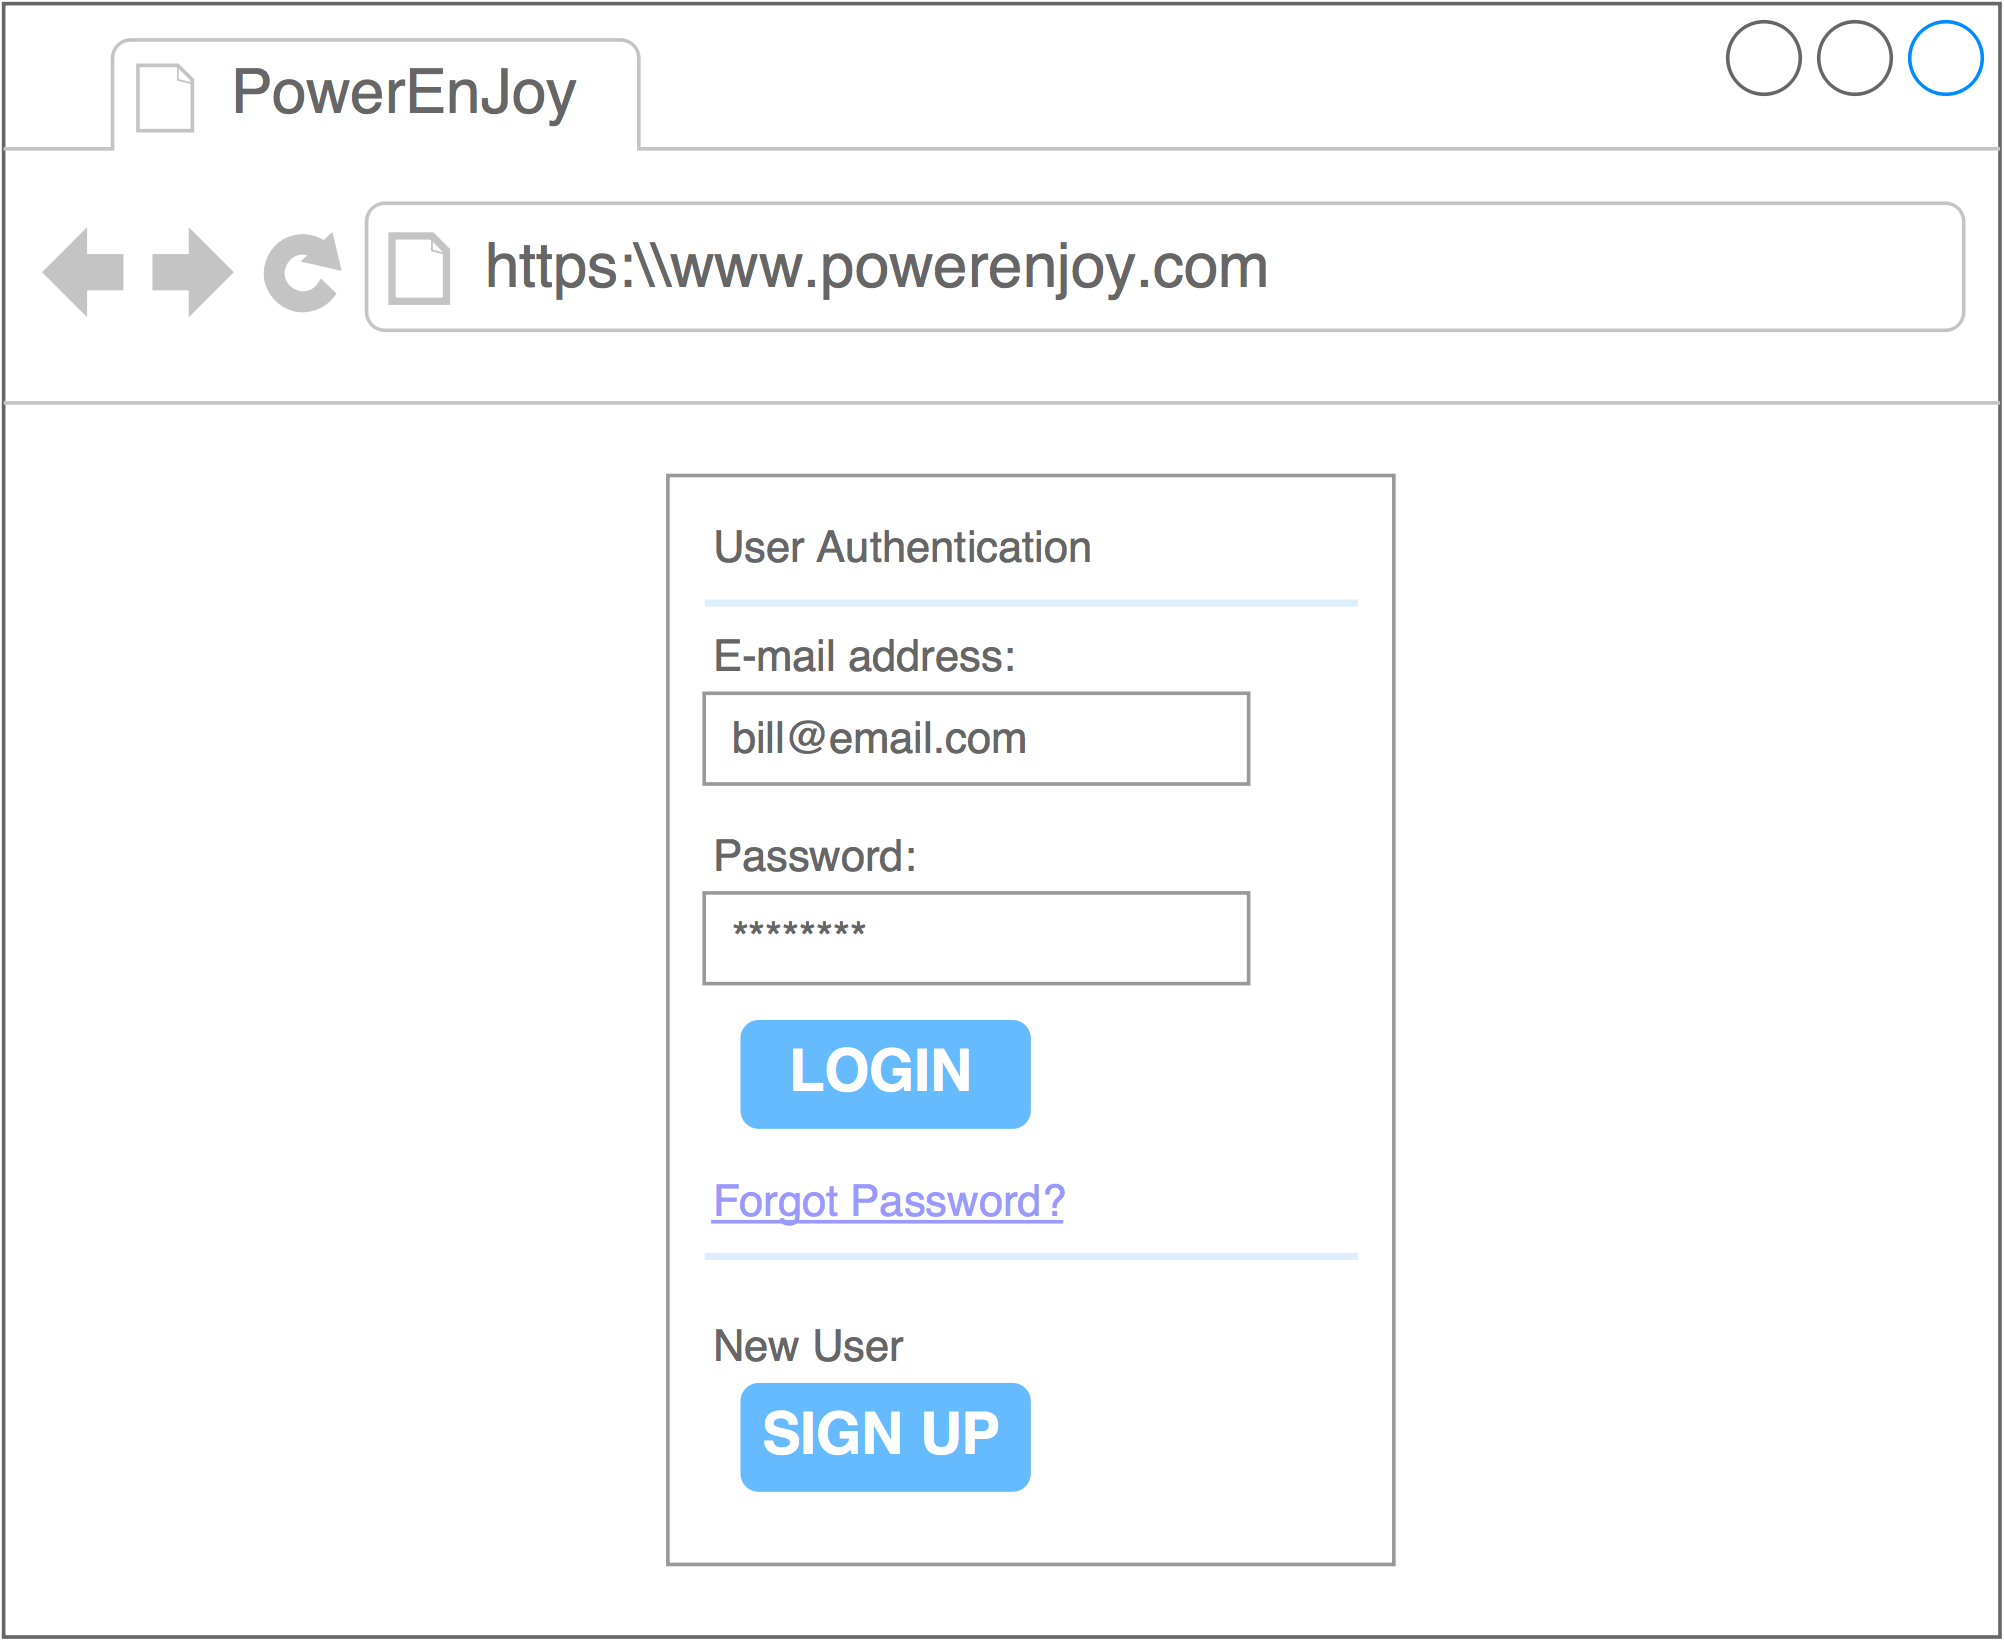 PowerEnJoy
https:\\www.powerenjoy.com
User Authentication
E-mail address:
bill@email.com
Password:
********
LOGIN
Forgot Password?
New User
SIGN UP